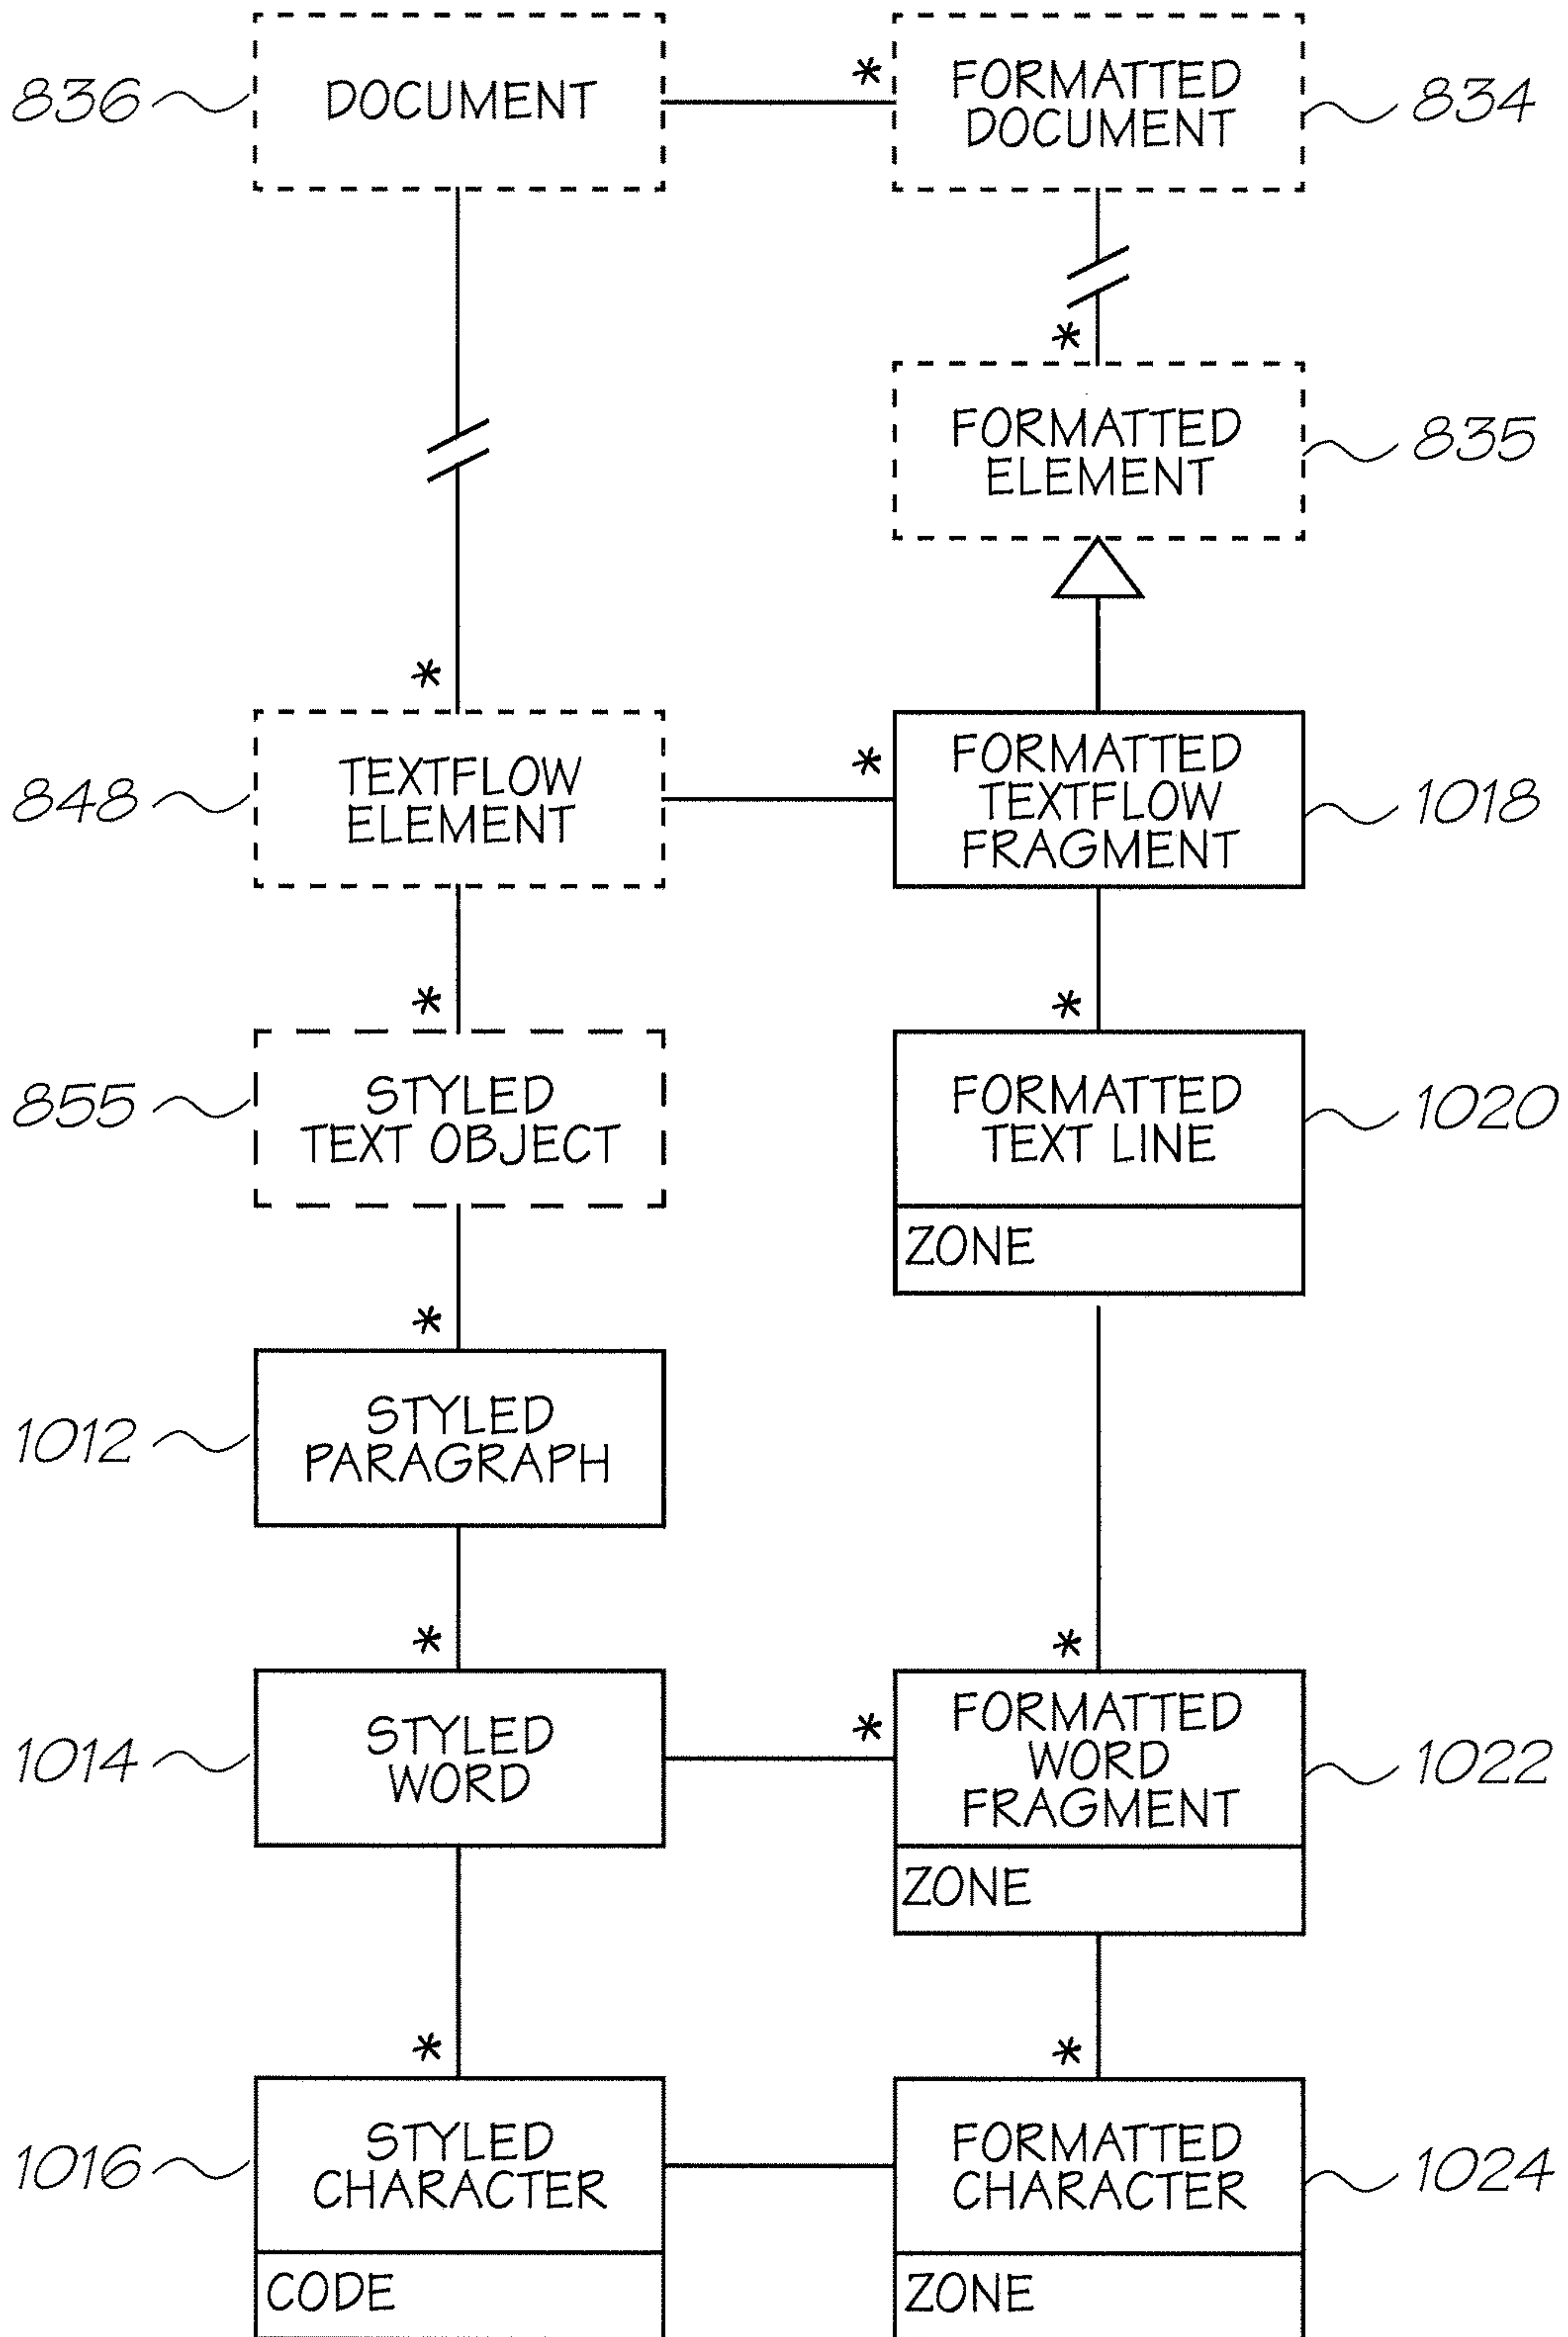 836
DOCUMENT
*
FORMATTED
DOCUMENT
834
*
FORMATTED
ELEMENT
835
*
848
TEXTFLOW
ELEMENT
*
FORMATTED
TEXTFLOW
FRAGMENT
1018
*
*
855
STYLED
TEXT OBJECT
FORMATTED
TEXT LINE
1020
ZONE
*
1012
STYLED
PARAGRAPH
*
*
1014
STYLED
WORD
*
FORMATTED
WORD
FRAGMENT
1022
ZONE
*
*
1016
STYLED
CHARACTER
CODE
FORMATTED
CHARACTER
1024
ZONE